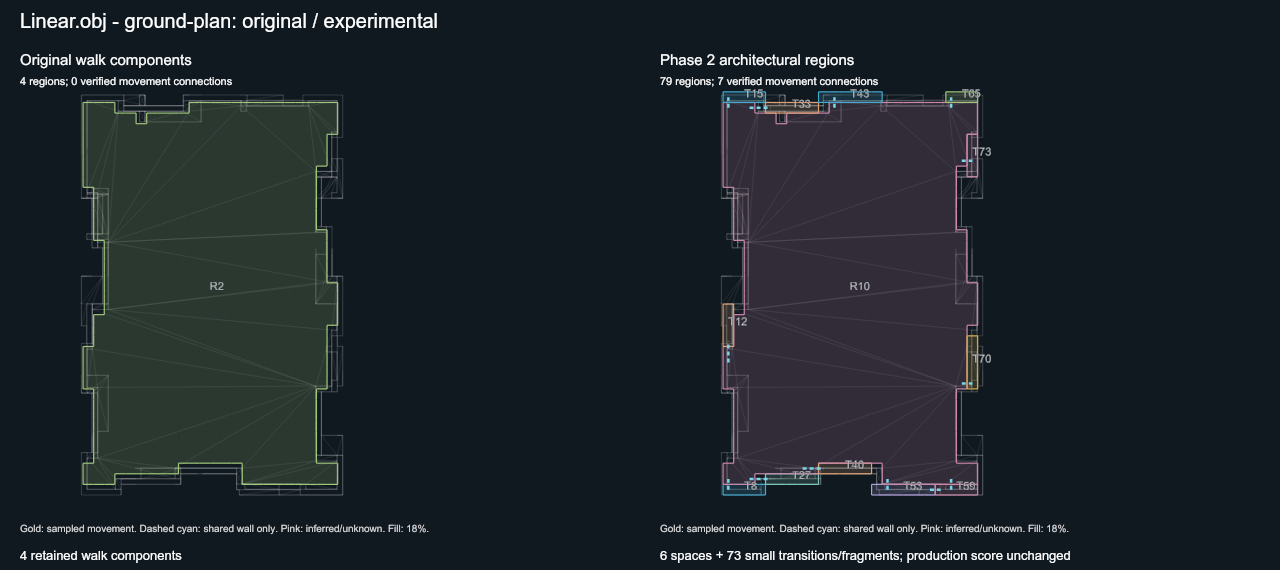 Linear.obj - ground-plan: original / experimental
Original walk components
4 regions; 0 verified movement connections
R2
Gold: sampled movement. Dashed cyan: shared wall only. Pink: inferred/unknown. Fill: 18%.
4 retained walk components
Phase 2 architectural regions
79 regions; 7 verified movement connections
T15
T43
T65
T33
T73
R10
T12
T70
T40
T27
T8
T53
T59
Gold: sampled movement. Dashed cyan: shared wall only. Pink: inferred/unknown. Fill: 18%.
6 spaces + 73 small transitions/fragments; production score unchanged